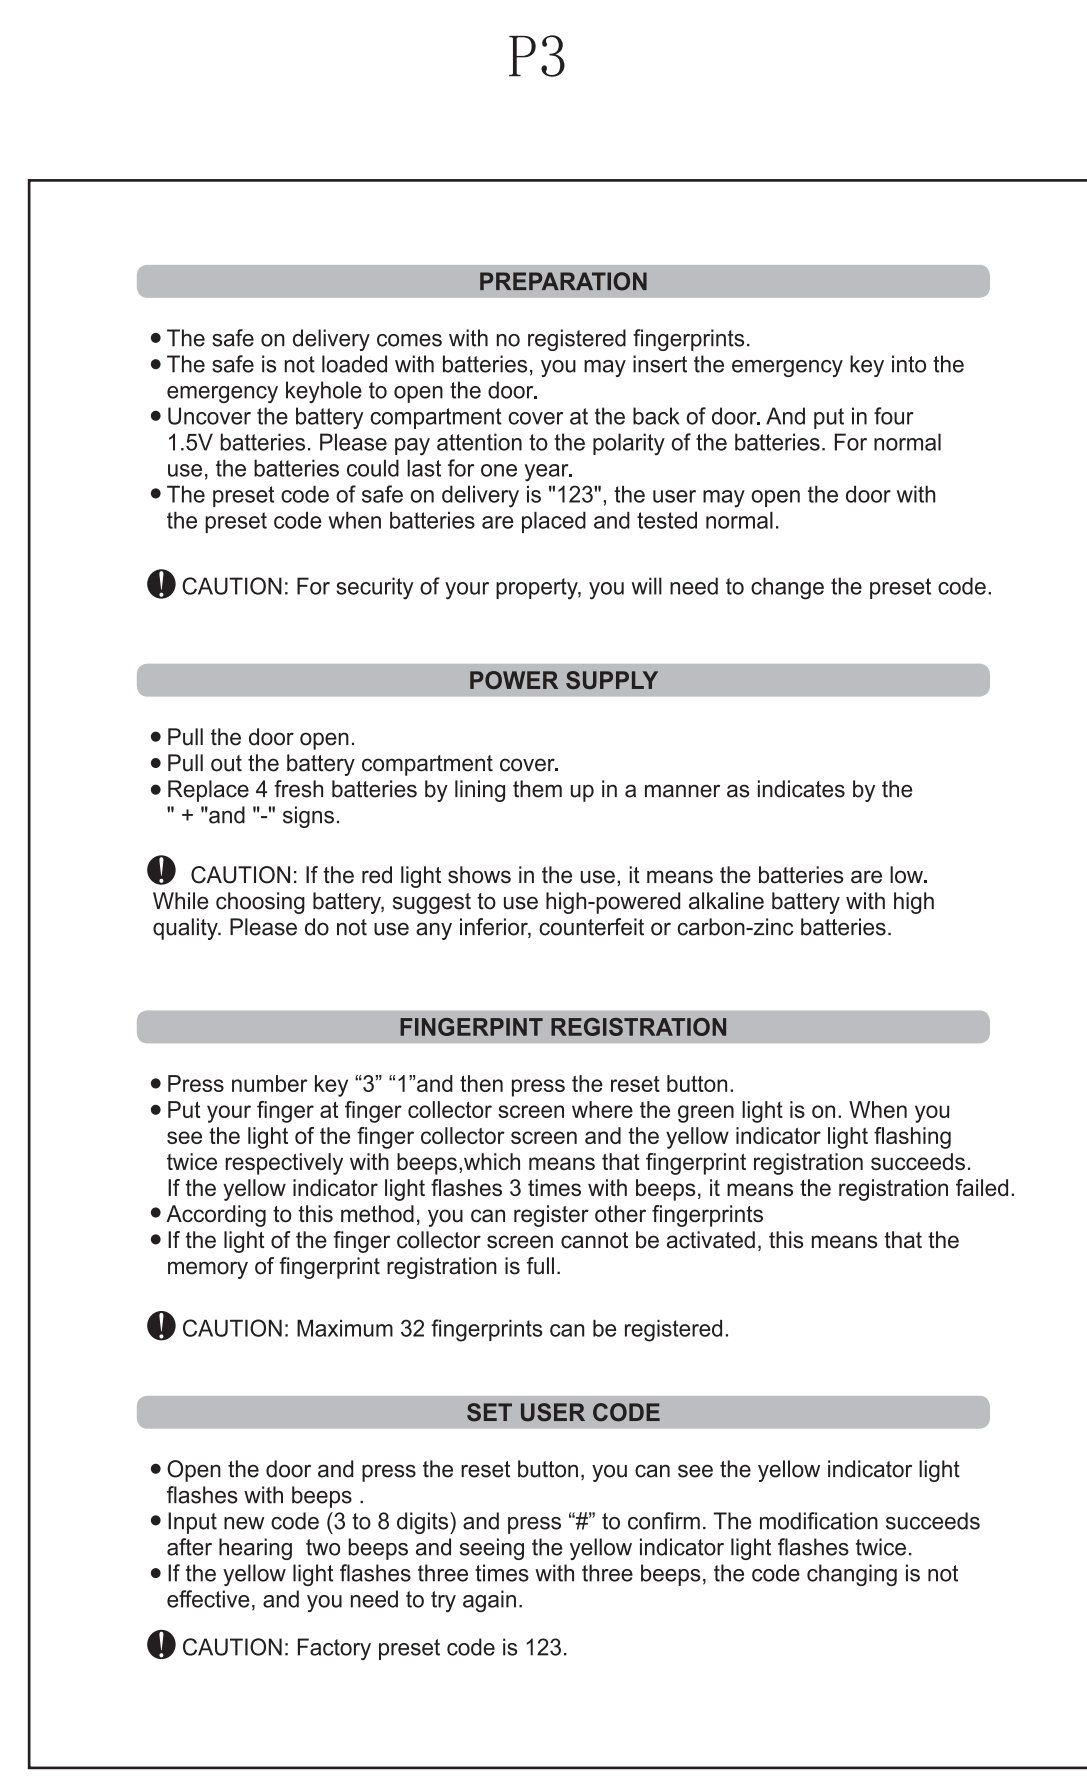 P3
PREPARATION
● The safe on delivery comes with no registered fingerprints.
● The safe is not loaded with batteries, you may insert the emergency key into the
emergency keyhole to open the door.
● Uncover the battery compartment cover at the back of door. And put in four
1.5V batteries. Please pay attention to the polarity of the batteries. For normal
use, the batteries could last for one year.
● The preset code of safe on delivery is "123", the user may open the door with
the preset code when batteries are placed and tested normal.
! CAUTION: For security of your property, you will need to change the preset code.
POWER SUPPLY
● Pull the door open.
● Pull out the battery compartment cover.
● Replace 4 fresh batteries by lining them up in a manner as indicates by the
" + "and "-" signs.
! CAUTION: If the red light shows in the use, it means the batteries are low.
While choosing battery, suggest to use high-powered alkaline battery with high
quality. Please do not use any inferior, counterfeit or carbon-zinc batteries.
FINGERPINT REGISTRATION
● Press number key “3” “1”and then press the reset button.
● Put your finger at finger collector screen where the green light is on. When you
see the light of the finger collector screen and the yellow indicator light flashing
twice respectively with beeps,which means that fingerprint registration succeeds.
If the yellow indicator light flashes 3 times with beeps, it means the registration failed.
● According to this method, you can register other fingerprints
● If the light of the finger collector screen cannot be activated, this means that the
memory of fingerprint registration is full.
! CAUTION: Maximum 32 fingerprints can be registered.
SET USER CODE
● Open the door and press the reset button, you can see the yellow indicator light
flashes with beeps .
● Input new code (3 to 8 digits) and press “#” to confirm. The modification succeeds
after hearing  two beeps and seeing the yellow indicator light flashes twice.
● If the yellow light flashes three times with three beeps, the code changing is not
effective, and you need to try again.
! CAUTION: Factory preset code is 123.